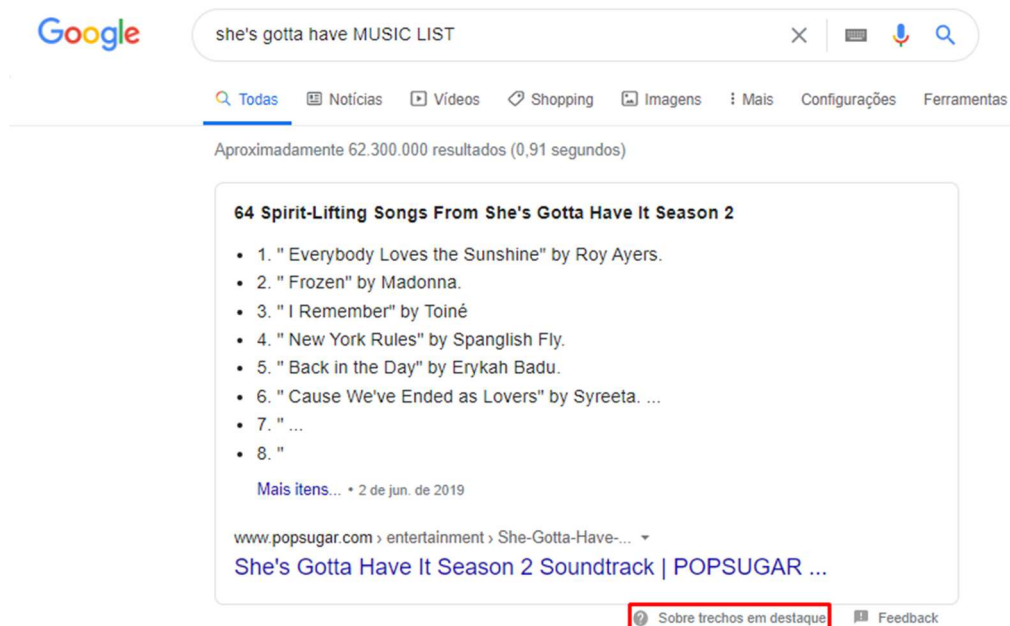 Google
she's gotta have MUSIC LIST
Todas Notícias Vídeos Shopping Imagens Mais Configurações Ferramentas
Aproximadamente 62.300.000 resultados (0,91 segundos)
64 Spirit-Lifting Songs From She's Gotta Have It Season 2
• 1. " Everybody Loves the Sunshine" by Roy Ayers.
• 2. " Frozen" by Madonna.
• 3. " I Remember" by Toiné
• 4. " New York Rules" by Spanglish Fly.
• 5. " Back in the Day" by Erykah Badu.
• 6. " Cause We've Ended as Lovers" by Syreeta. ...
• 7. " ...
• 8. "
Mais itens... • 2 de jun. de 2019
www.popsugar.com › entertainment › She-Gotta-Have-...
She's Gotta Have It Season 2 Soundtrack | POPSUGAR ...
Sobre trechos em destaque Feedback